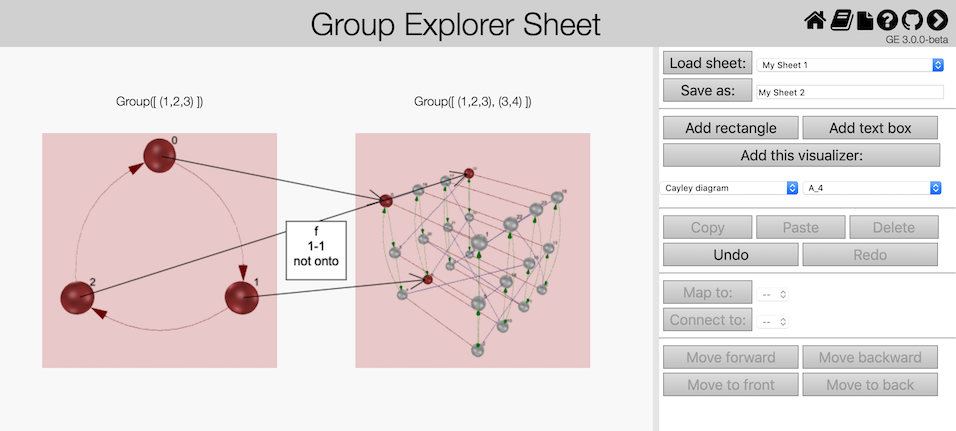 Group Explorer Sheet
GE 3.0.0-beta
Group([ (1,2,3) ])
Group([ (1,2,3), (3,4) ])
0
2
1
f
1-1
not onto
Load sheet: My Sheet 1
Save as: My Sheet 2
Add rectangle Add text box
Add this visualizer:
Cayley diagram A_4
Copy Paste Delete
Undo Redo
Map to: --
Connect to: --
Move forward Move backward
Move to front Move to back